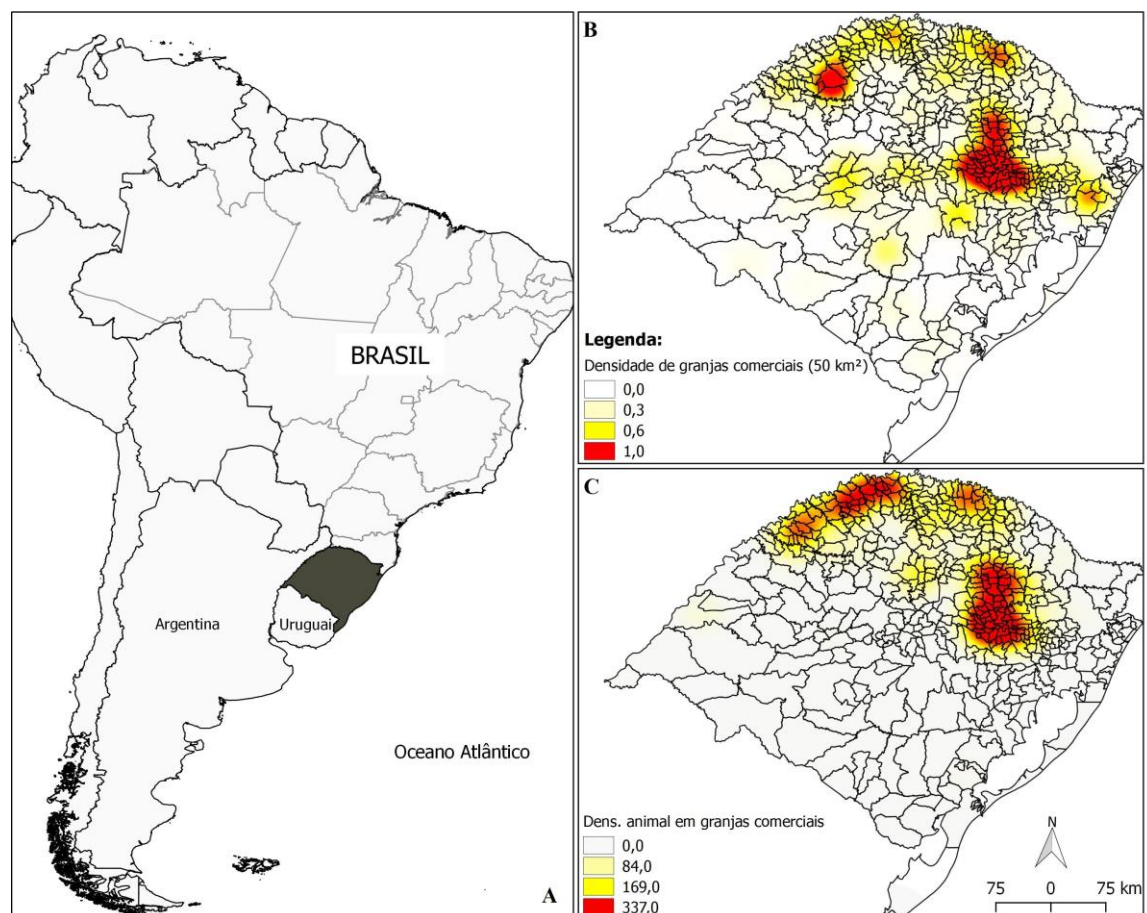 BRASIL
Argentina
Uruguai
Oceano Atlântico
A
B
Legenda:
Densidade de granjas comerciais (50 km²)
0,0
0,3
0,6
1,0
C
Dens. animal em granjas comerciais
0,0
84,0
169,0
337,0
N
75 0 75 km